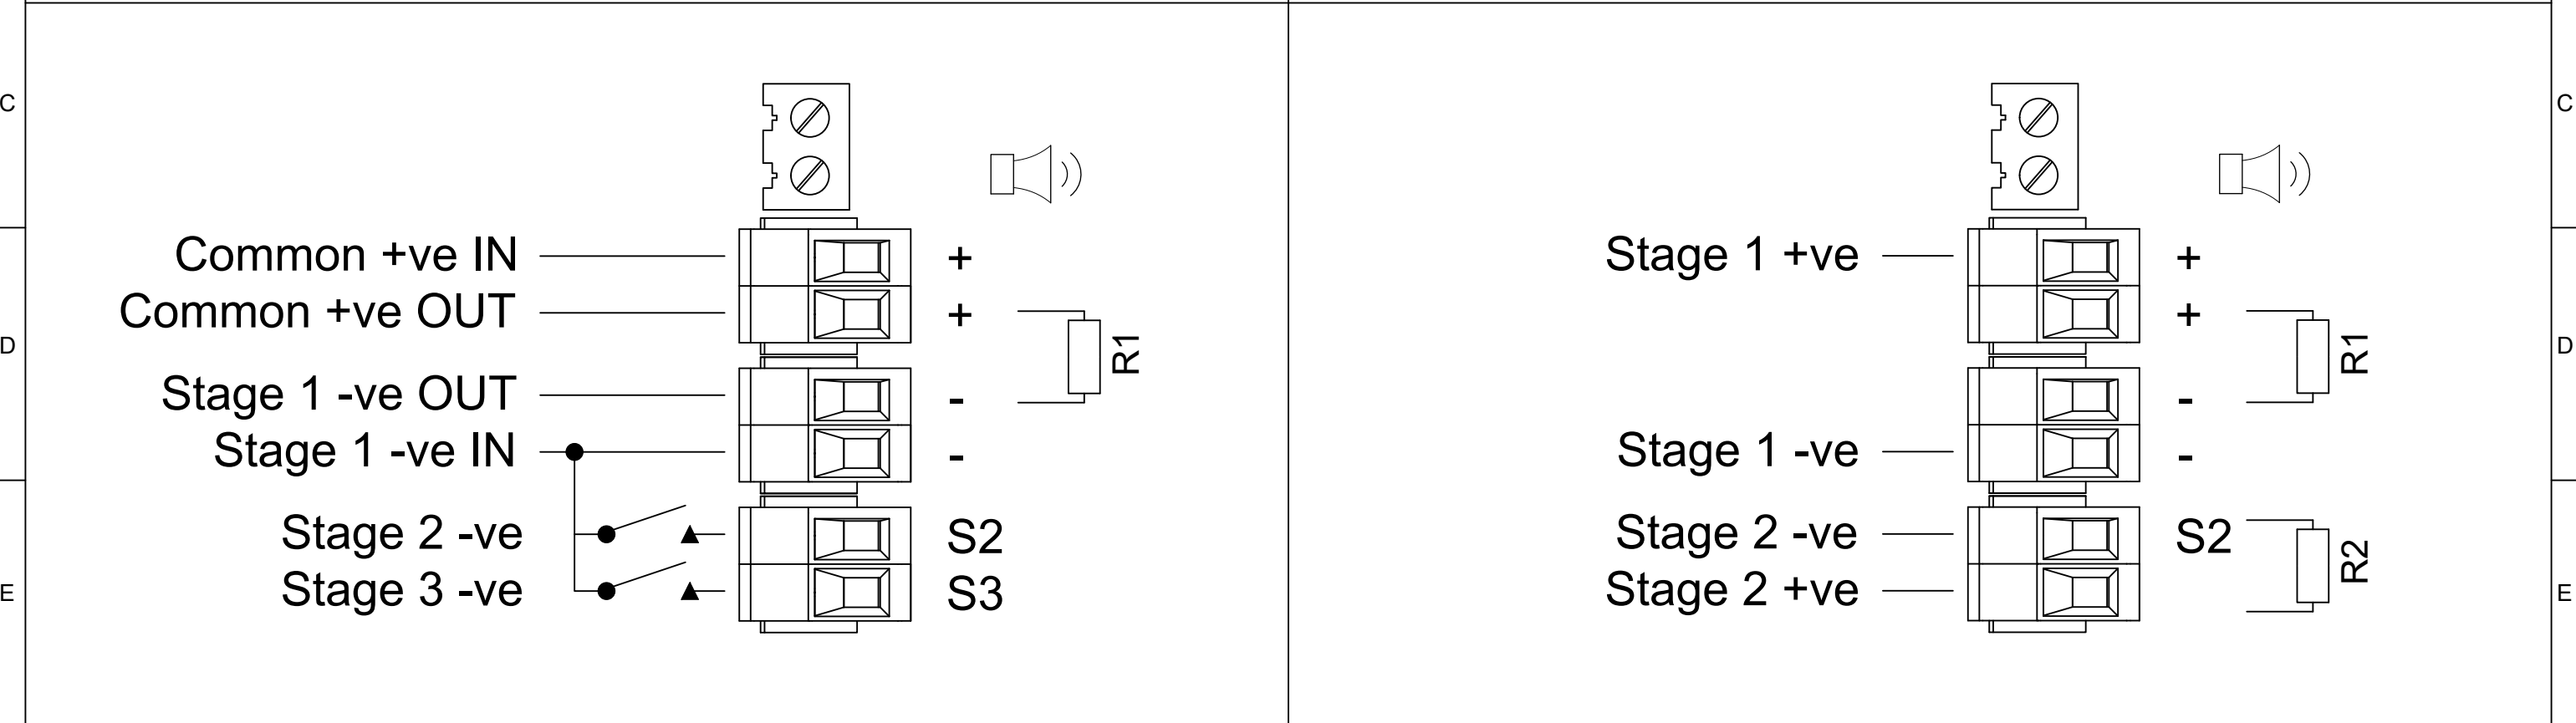 C
Common +ve IN +
Common +ve OUT +
R1
Stage 1 -ve OUT -
Stage 1 -ve IN -
Stage 2 -ve S2
Stage 3 -ve S3
D
E
Stage 1 +ve +
+
R1
-
Stage 1 -ve -
Stage 2 -ve S2
Stage 2 +ve
R2
C
D
E